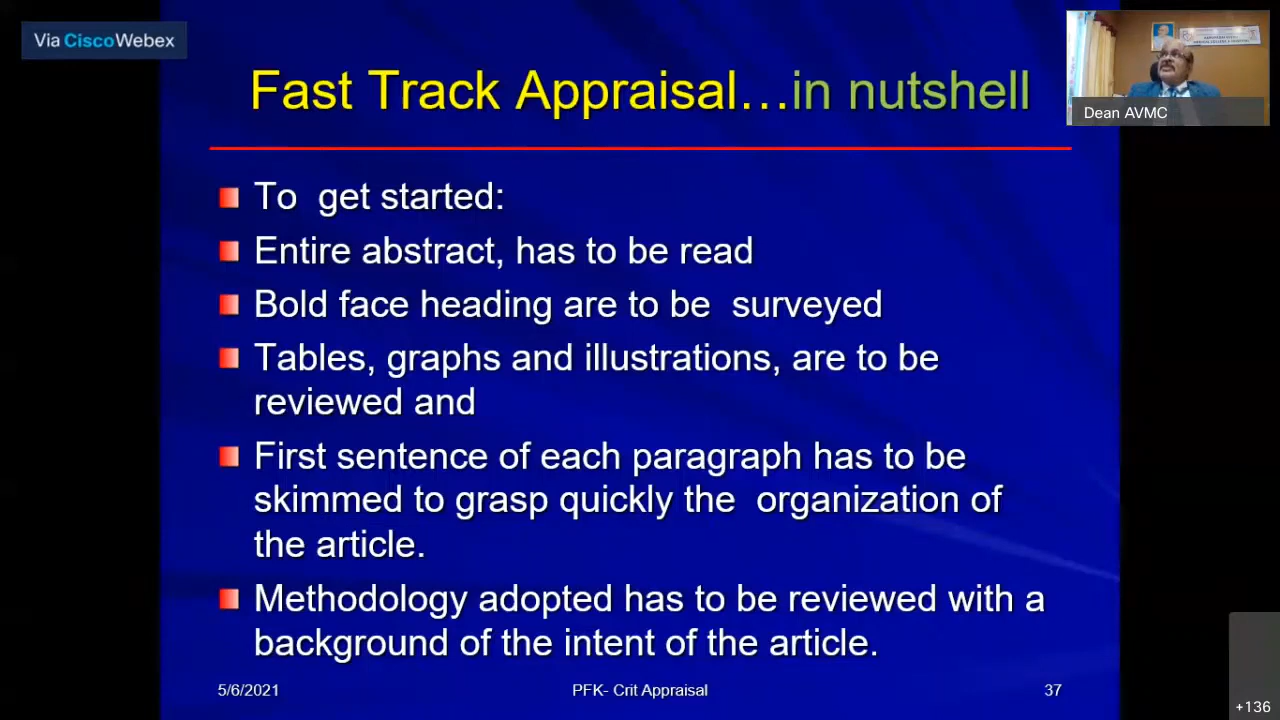 Via Cisco Webex
Fast Track Appraisal...in nutshell
Dean AVMC
To get started:
Entire abstract, has to be read
Bold face heading are to be surveyed
Tables, graphs and illustrations, are to be
reviewed and
First sentence of each paragraph has to be
skimmed to grasp quickly the organization of
the article.
Methodology adopted has to be reviewed with a
background of the intent of the article.
5/6/2021
PFK- Crit Appraisal
37
+136